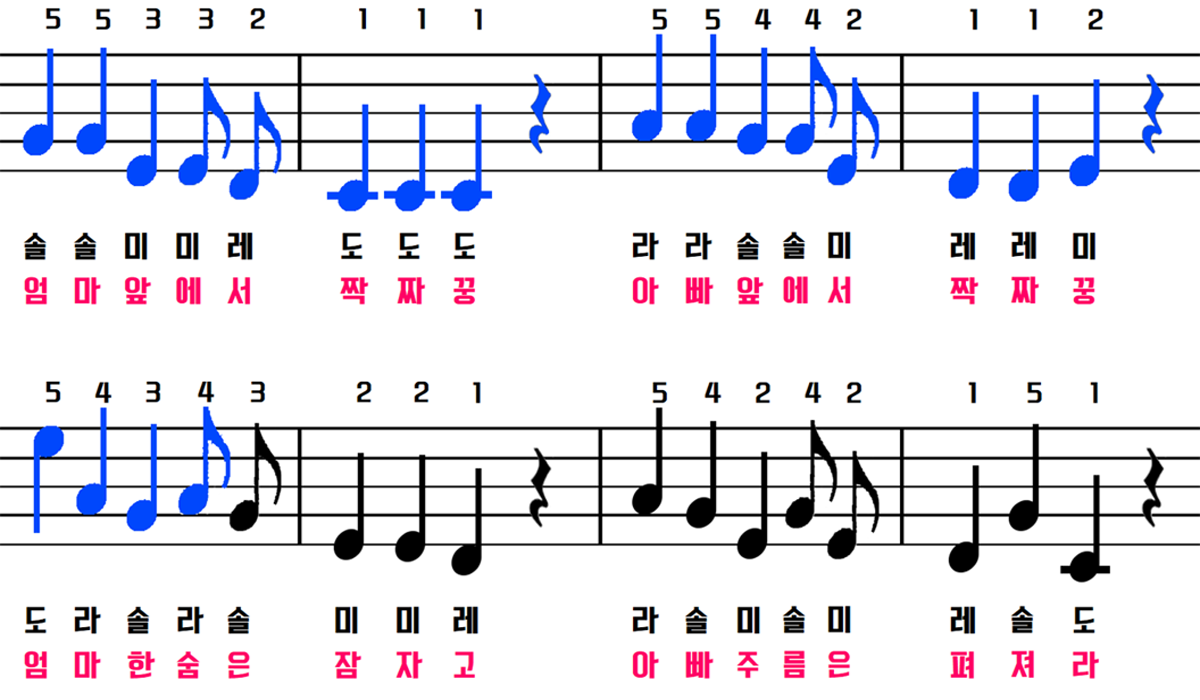 5 5 3 3 2 1 1 1 5 5 4 4 2 1 1 2
솔 솔 미 미 레 도 도 도 라 라 솔 솔 미 레 레 미
엄 마 앞 에 서 짝 짜 꿍 아 빠 앞 에 서 짝 짜 꿍
5 4 3 4 3 2 2 1 5 4 2 4 2 1 5 1
도 라 솔 라 솔 미 미 레 라 솔 미 솔 미 레 솔 도
엄 마 한 숨 은 잠 자 고 아 빠 주 름 은 펴 져 라